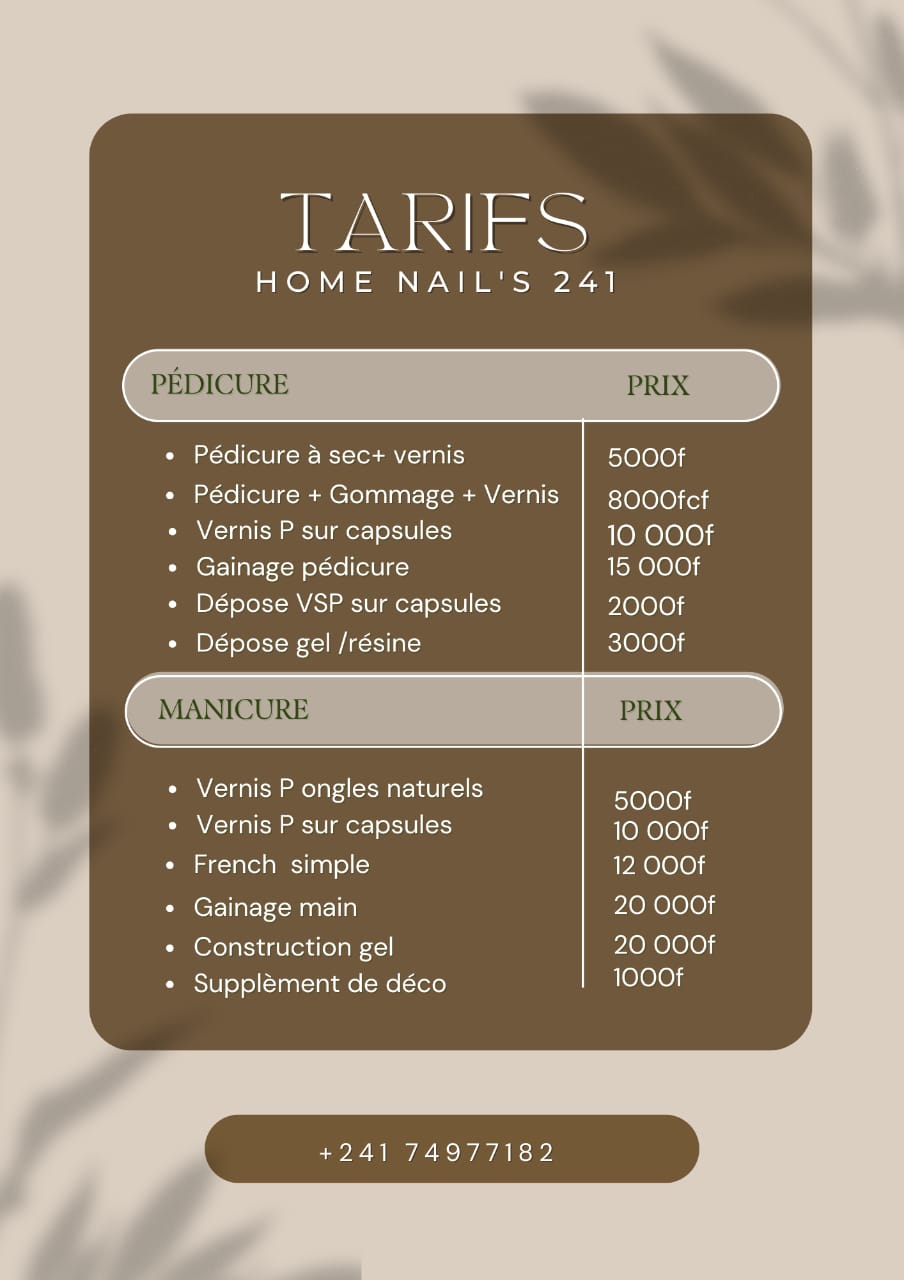 TARIFS
HOME NAIL'S 241
PÉDICURE PRIX
Pédicure à sec+ vernis 5000f
Pédicure + Gommage + Vernis 8000fcf
Vernis P sur capsules 10 000f
Gainage pédicure 15 000f
Dépose VSP sur capsules 2000f
Dépose gel /résine 3000f
MANICURE PRIX
Vernis P ongles naturels 5000f
Vernis P sur capsules 10 000f
French simple 12 000f
Gainage main 20 000f
Construction gel 20 000f
Supplèment de déco 1000f
+241 74977182